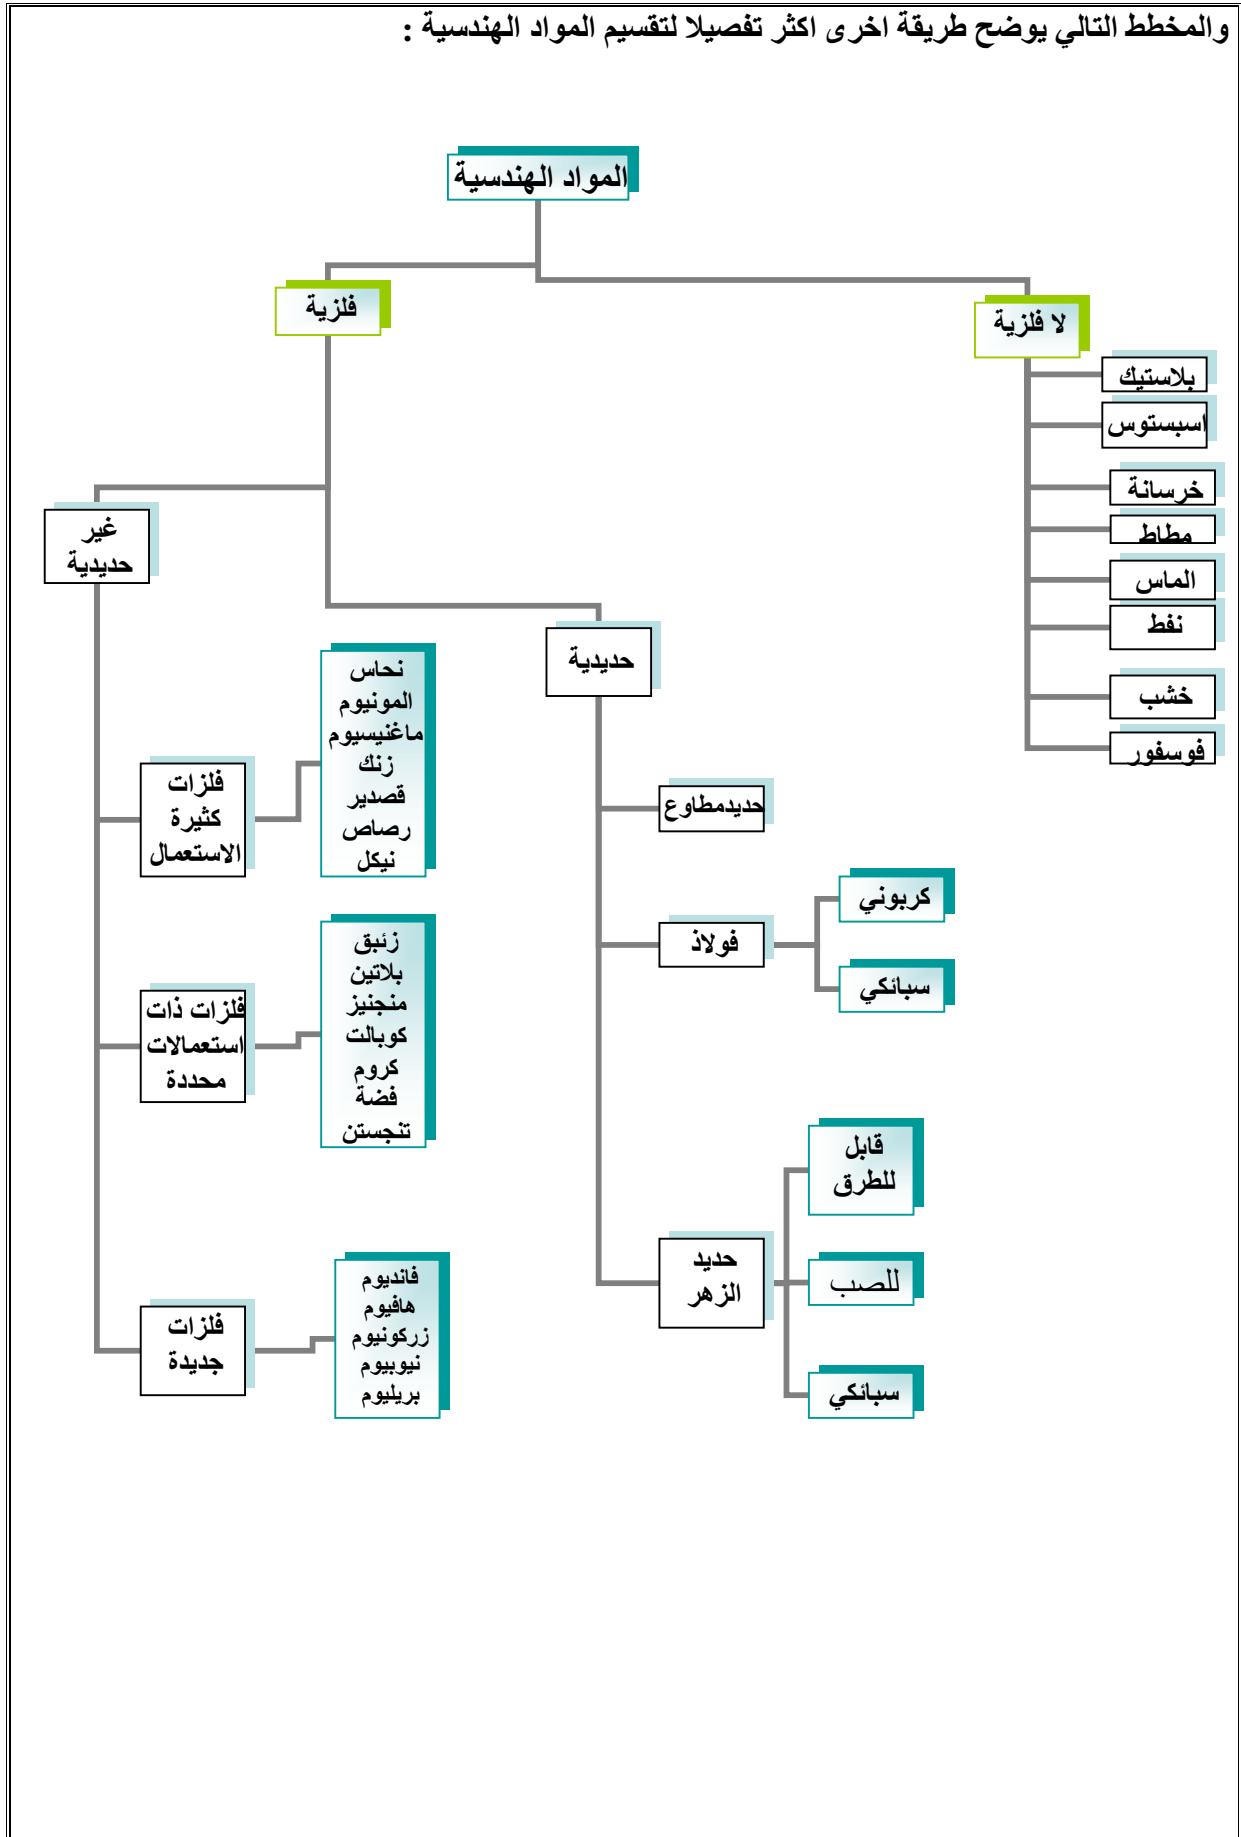 والمخطط التالي يوضح طريقة اخرى اكثر تفصيلا لتقسيم المواد الهندسية :
المواد الهندسية
لا فلزية
بلاستيك
اسبستوس
خرسانة
مطاط
الماس
نفط
خشب
فوسفور
فلزية
حديدية
حديدمطاوع
فولاذ
كربوني
سبائكي
حديد
الزهر
قابل
للطرق
للصب
سبائكي
غير
حديدية
فلزات
كثيرة
الاستعمال
نحاس
المونيوم
ماغنيسيوم
زنك
قصدير
رصاص
نيكل
فلزات ذات
استعمالات
محددة
زئبق
بلاتين
منجنيز
كوبالت
كروم
فضة
تنجستن
فلزات
جديدة
فانديوم
هافيوم
زركونيوم
نيوبيوم
بريليوم